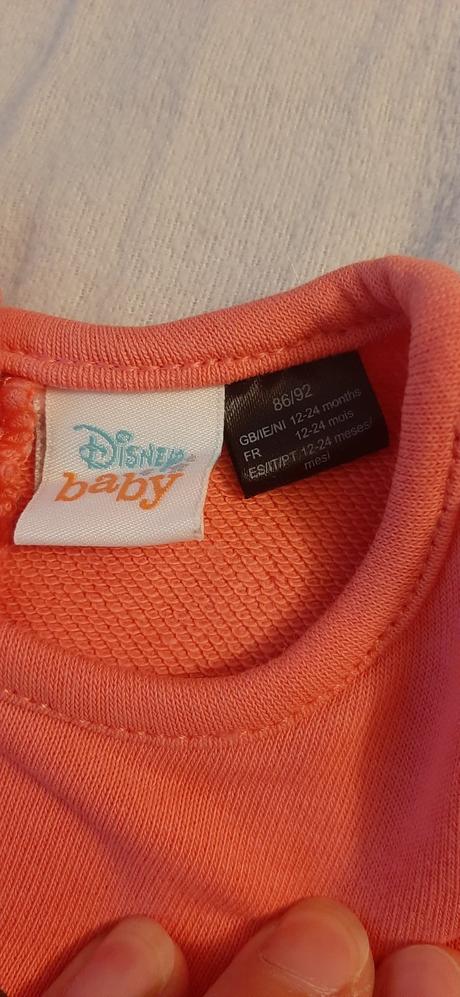 Disney
baby
86/92
GB/IE/NI 12-24 months
FR 12-24 mois
ES/IT/PT 12-24 meses/
mesi